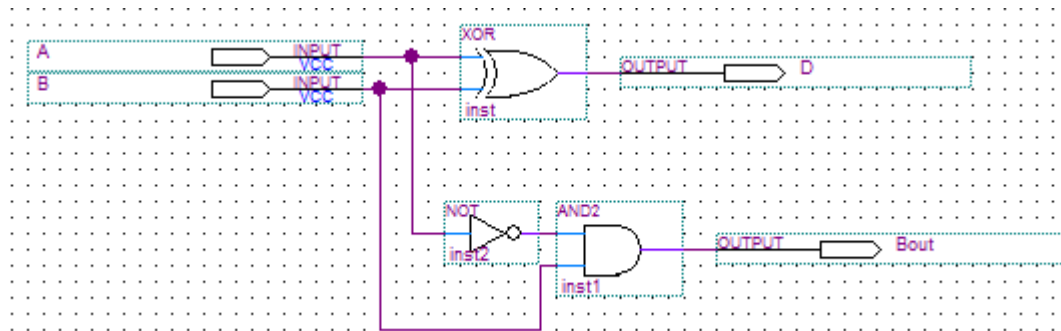 XOR
A INPUT
VCC
OUTPUT D
B INPUT
VCC
inst
NOT AND2
OUTPUT Bout
inst2
inst1